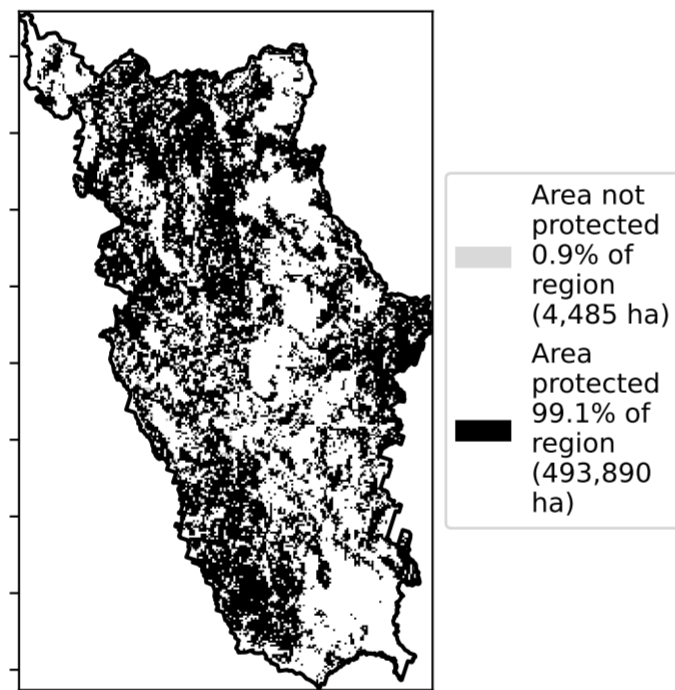 Area not
protected
0.9% of
region
(4,485 ha)
Area
protected
99.1% of
region
(493,890
ha)